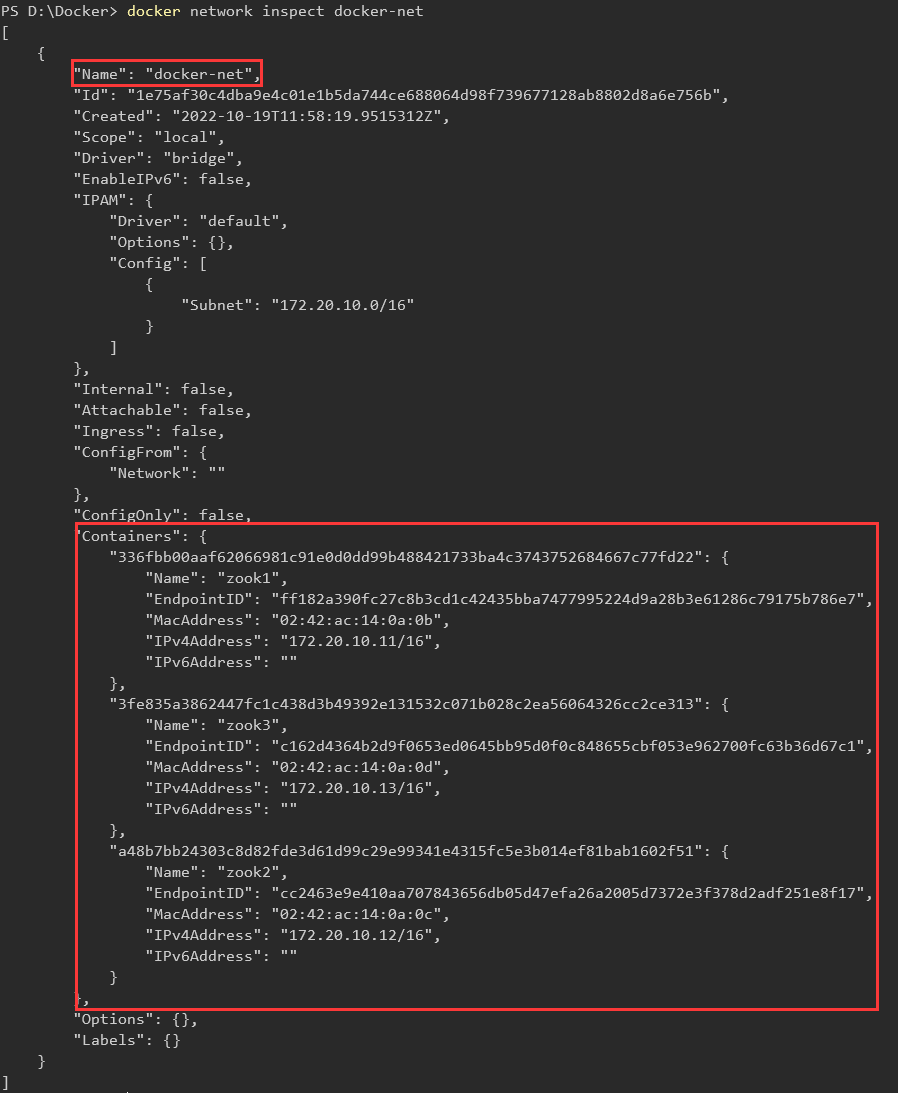 PS D:\Docker> docker network inspect docker-net
[
    {
        "Name": "docker-net",
        "Id": "1e75af30c4dba9e4c01e1b5da744ce688064d98f739677128ab8802d8a6e756b",
        "Created": "2022-10-19T11:58:19.9515312Z",
        "Scope": "local",
        "Driver": "bridge",
        "EnableIPv6": false,
        "IPAM": {
            "Driver": "default",
            "Options": {},
            "Config": [
                {
                    "Subnet": "172.20.10.0/16"
                }
            ]
        },
        "Internal": false,
        "Attachable": false,
        "Ingress": false,
        "ConfigFrom": {
            "Network": ""
        },
        "ConfigOnly": false,
        "Containers": {
            "336fbb00aaf62066981c91e0d0dd99b488421733ba4c3743752684667c77fd22": {
                "Name": "zook1",
                "EndpointID": "ff182a390fc27c8b3cd1c42435bba7477995224d9a28b3e61286c79175b786e7",
                "MacAddress": "02:42:ac:14:0a:0b",
                "IPv4Address": "172.20.10.11/16",
                "IPv6Address": ""
            },
            "3fe835a3862447fc1c438d3b49392e131532c071b028c2ea56064326cc2ce313": {
                "Name": "zook3",
                "EndpointID": "c162d4364b2d9f0653ed0645bb95d0f0c848655cbf053e962700fc63b36d67c1",
                "MacAddress": "02:42:ac:14:0a:0d",
                "IPv4Address": "172.20.10.13/16",
                "IPv6Address": ""
            },
            "a48b7bb24303c8d82fde3d61d99c29e99341e4315fc5e3b014ef81bab1602f51": {
                "Name": "zook2",
                "EndpointID": "cc2463e9e410aa707843656db05d47efa26a2005d7372e3f378d2adf251e8f17",
                "MacAddress": "02:42:ac:14:0a:0c",
                "IPv4Address": "172.20.10.12/16",
                "IPv6Address": ""
            }
        },
        "Options": {},
        "Labels": {}
    }
]